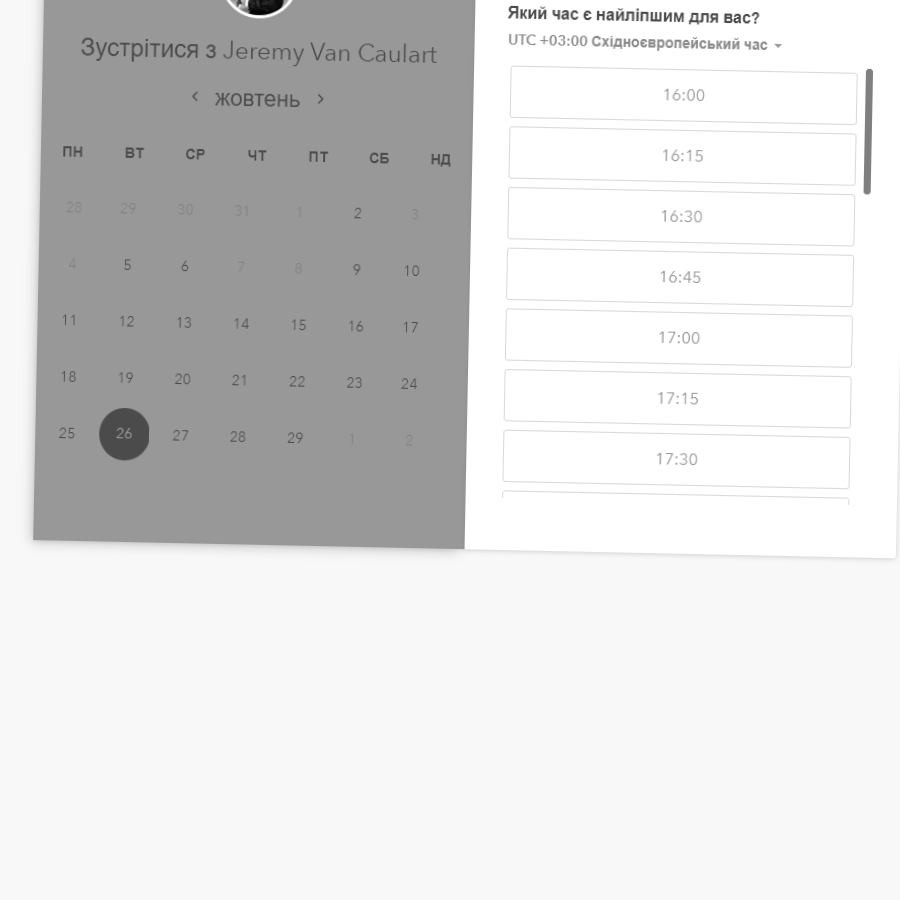 Зустрітися з Jeremy Van Caulart
жовтень
ПН ВТ СР ЧТ ПТ СБ НД
28 29 30 31 1 2 3
4 5 6 7 8 9 10
11 12 13 14 15 16 17
18 19 20 21 22 23 24
25 26 27 28 29 1 2
Який час є найліпшим для вас?
UTC +03:00 Східноєвропейський час
16:00
16:15
16:30
16:45
17:00
17:15
17:30